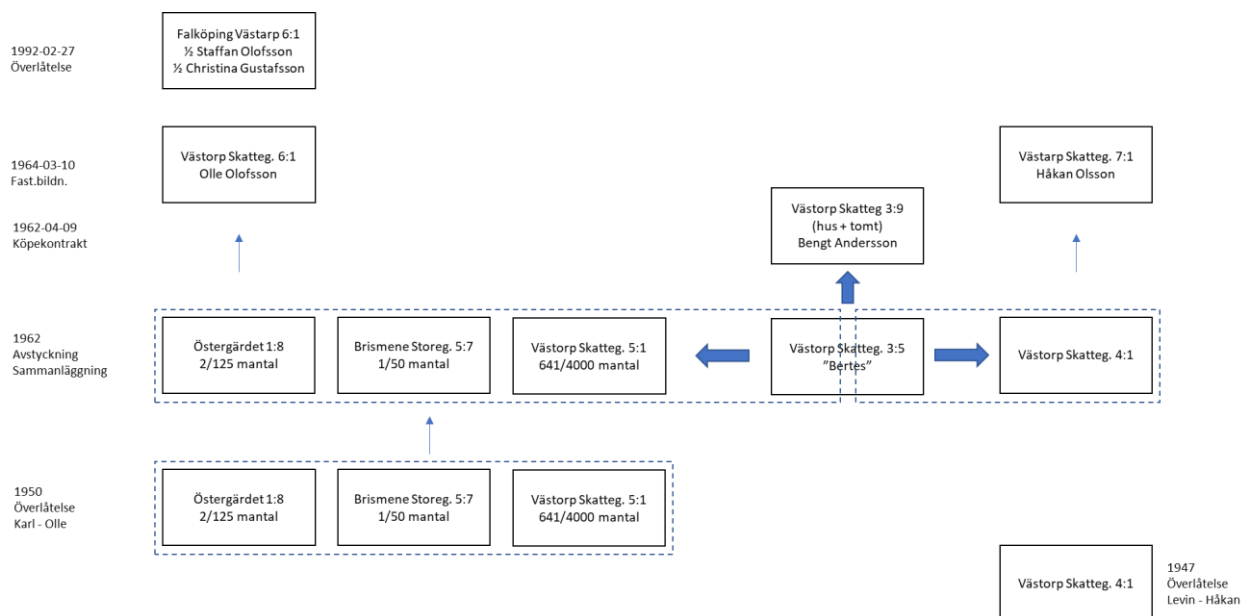 1992-02-27
Överlåtelse
Falköping Västarp 6:1
½ Staffan Olofsson
½ Christina Gustafsson
1964-03-10
Fast.bildn.
Västorp Skatteg. 6:1
Olle Olofsson
Västarp Skatteg. 7:1
Håkan Olsson
1962-04-09
Köpekontrakt
Västorp Skatteg 3:9
(hus + tomt)
Bengt Andersson
1962
Avstyckning
Sammanläggning
Östergärdet 1:8
2/125 mantal
Brismene Storeg. 5:7
1/50 mantal
Västorp Skatteg. 5:1
641/4000 mantal
Västorp Skatteg. 3:5
”Bertes”
Västorp Skatteg. 4:1
1950
Överlåtelse
Karl - Olle
Östergärdet 1:8
2/125 mantal
Brismene Storeg. 5:7
1/50 mantal
Västorp Skatteg. 5:1
641/4000 mantal
Västorp Skatteg. 4:1
1947
Överlåtelse
Levin - Håkan